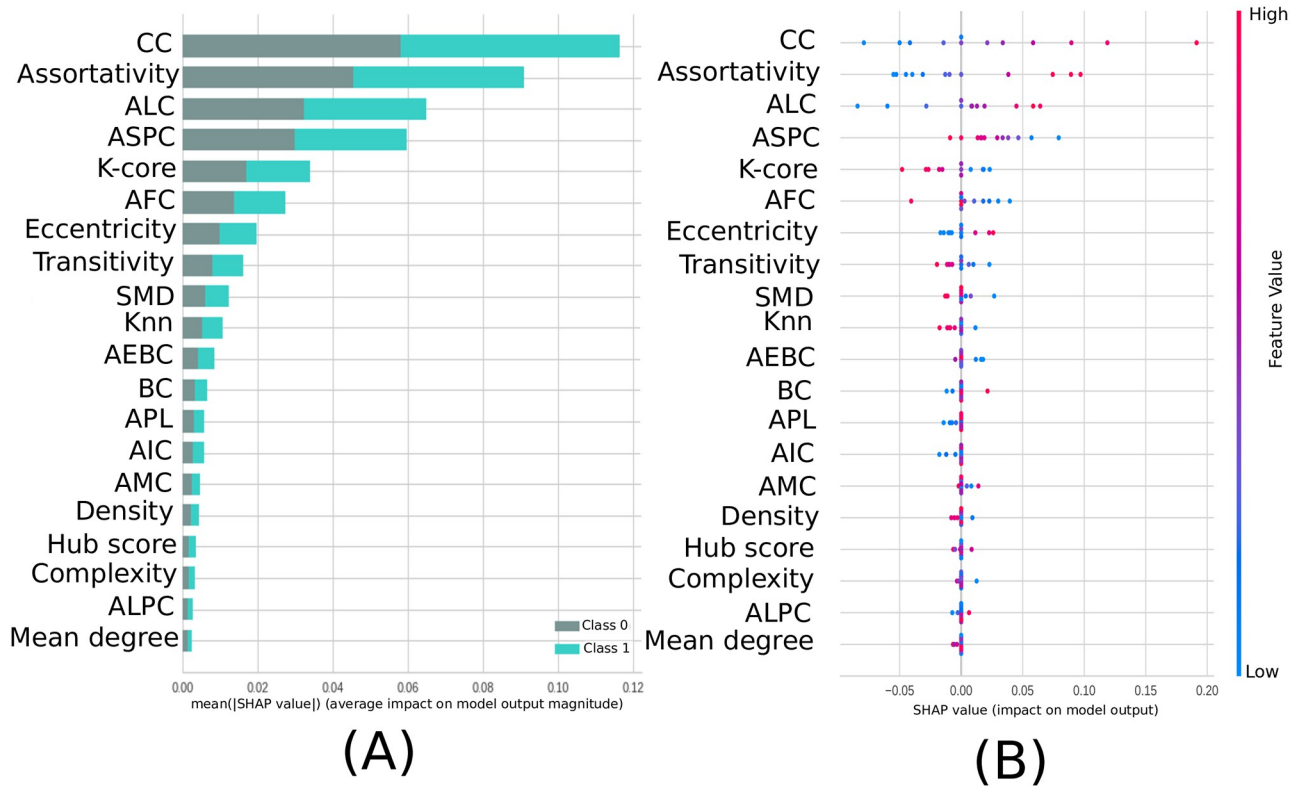 CC
Assortativity
ALC
ASPC
K-core
AFC
Eccentricity
Transitivity
SMD
Knn
AEBC
BC
APL
AIC
AMC
Density
Hub score
Complexity
ALPC
Mean degree
Class 0
Class 1
0.00 0.02 0.04 0.06 0.08 0.10 0.12
mean(|SHAP value|) (average impact on model output magnitude)
(A)
CC
Assortativity
ALC
ASPC
K-core
AFC
Eccentricity
Transitivity
SMD
Knn
AEBC
BC
APL
AIC
AMC
Density
Hub score
Complexity
ALPC
Mean degree
−0.05 0.00 0.05 0.10 0.15 0.20
SHAP value (impact on model output)
High
Feature Value
Low
(B)